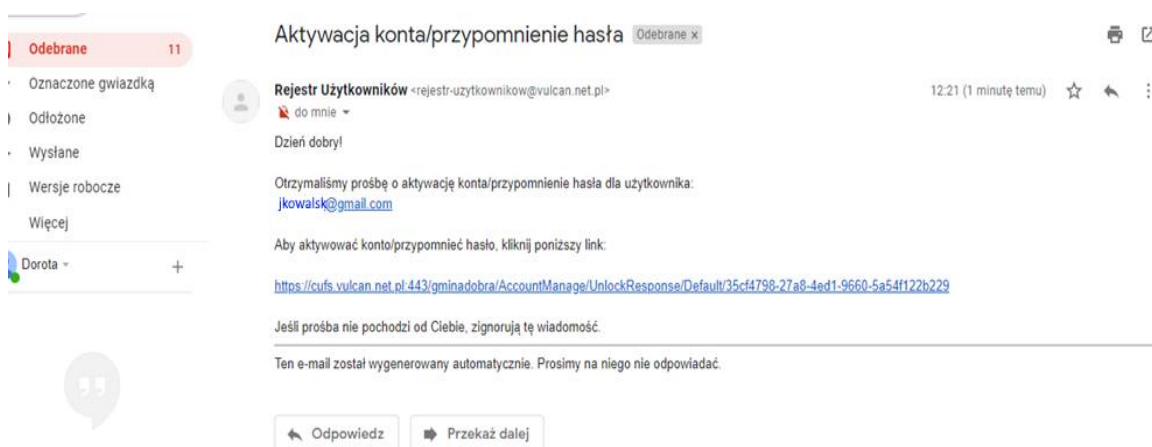 Aktywacja konta/przypomnienie hasła Odebrane x
Odebrane 11
Oznaczone gwiazdką
Odłożone
Wysłane
Wersje robocze
Więcej
Dorota
+
Rejestr Użytkowników <rejestr-uzytkownikow@vulcan.net.pl> 12:21 (1 minutę temu)
do mnie
Dzień dobry!
Otrzymaliśmy prośbę o aktywację konta/przypomnienie hasła dla użytkownika:
jkowalsk@gmail.com
Aby aktywować konto/przypomnieć hasło, kliknij poniższy link:
https://cufs.vulcan.net.pl:443/gminadobra/AccountManage/UnlockResponse/Default/35cf4798-27a8-4ed1-9660-5a54f122b229
Jeśli prośba nie pochodzi od Ciebie, zignorują tę wiadomość.
Ten e-mail został wygenerowany automatycznie. Prosimy na niego nie odpowiadać.
Odpowiedz Przekaż dalej